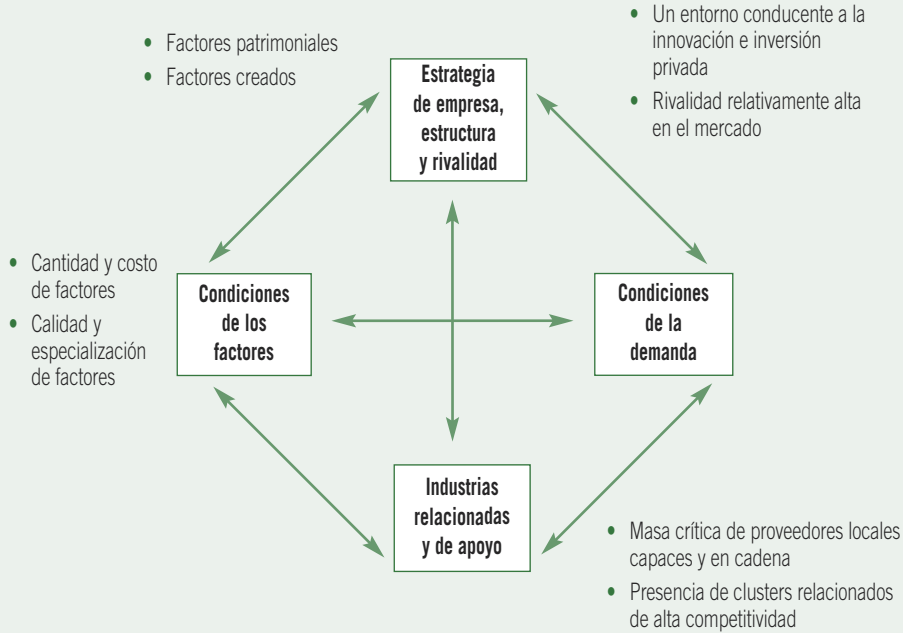 • Factores patrimoniales
• Factores creados
• Un entorno conducente a la
innovación e inversión
privada
• Rivalidad relativamente alta
en el mercado
Estrategia
de empresa,
estructura
y rivalidad
• Cantidad y costo
de factores
• Calidad y
especialización
de factores
Condiciones
de los
factores
Condiciones
de la
demanda
Industrias
relacionadas
y de apoyo
• Masa crítica de proveedores locales
capaces y en cadena
• Presencia de clusters relacionados
de alta competitividad